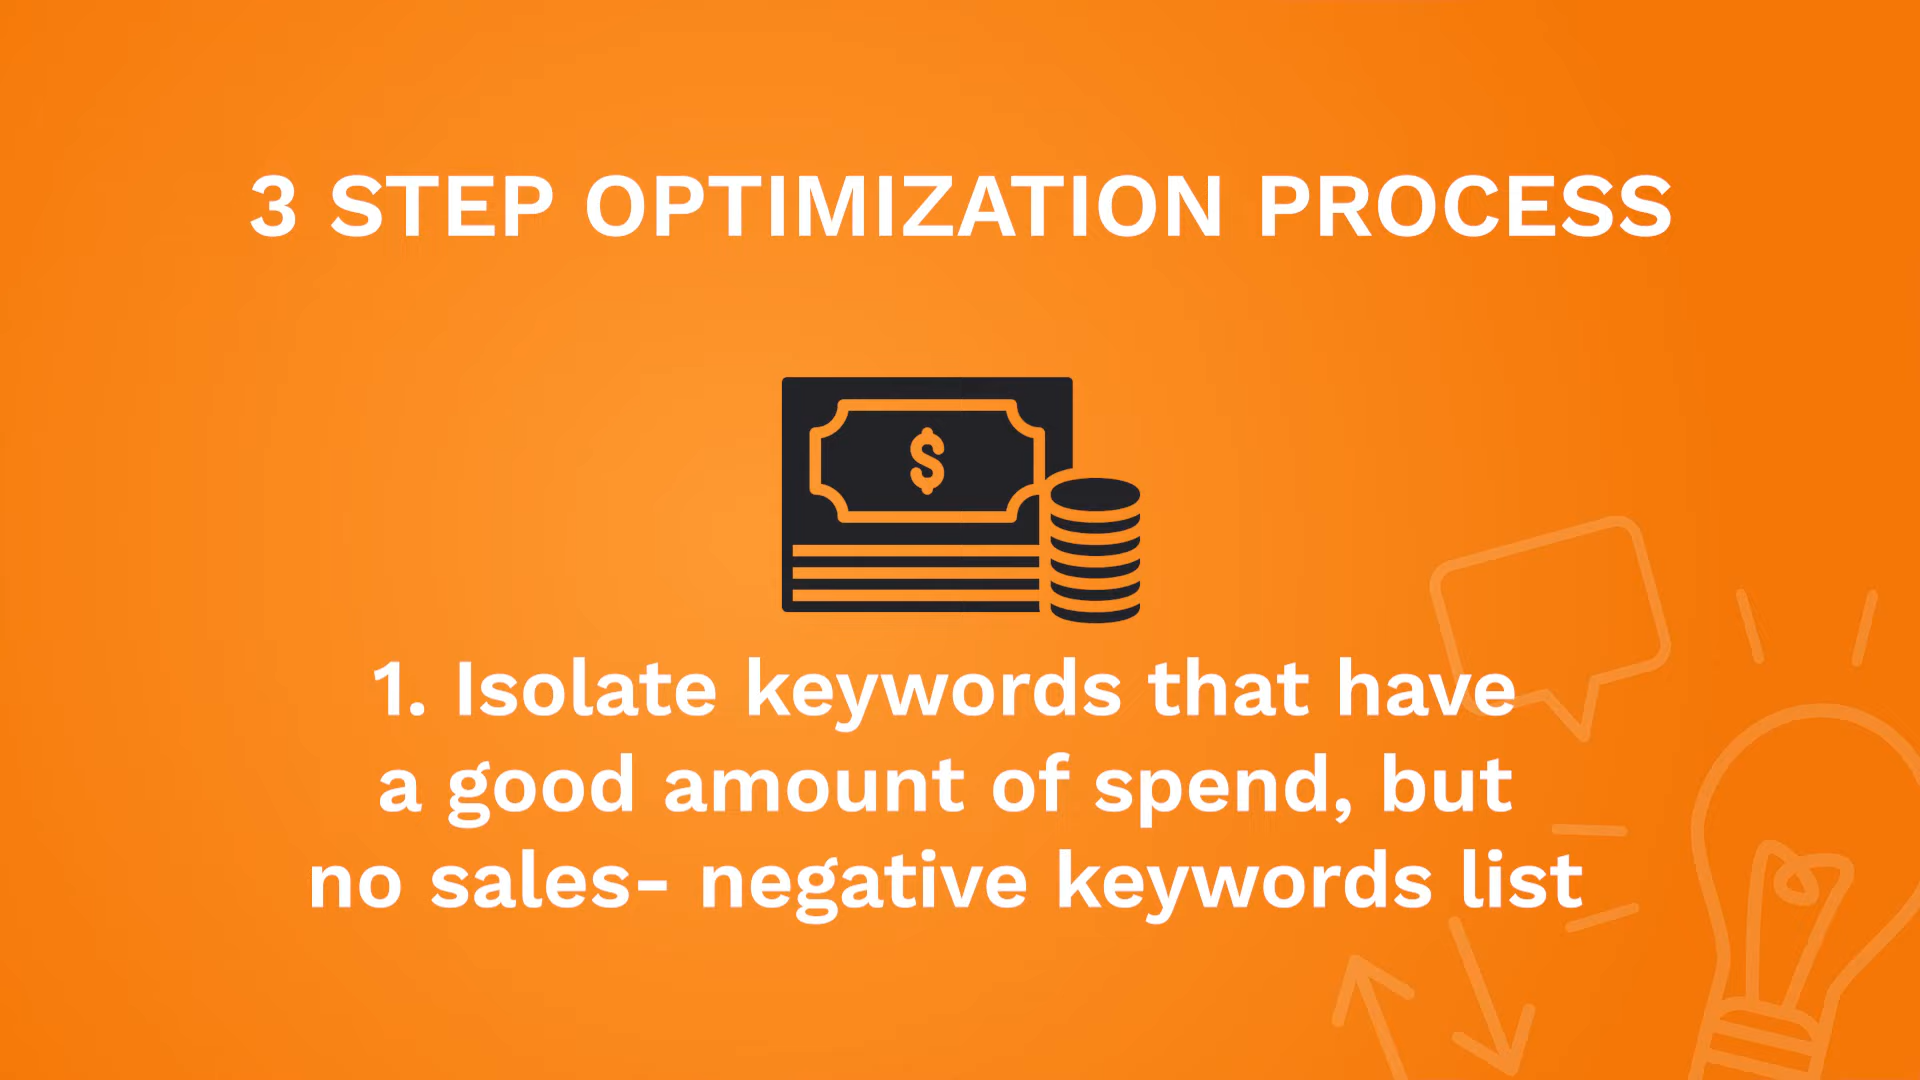 3 STEP OPTIMIZATION PROCESS
$
1. Isolate keywords that have
a good amount of spend, but
no sales- negative keywords list